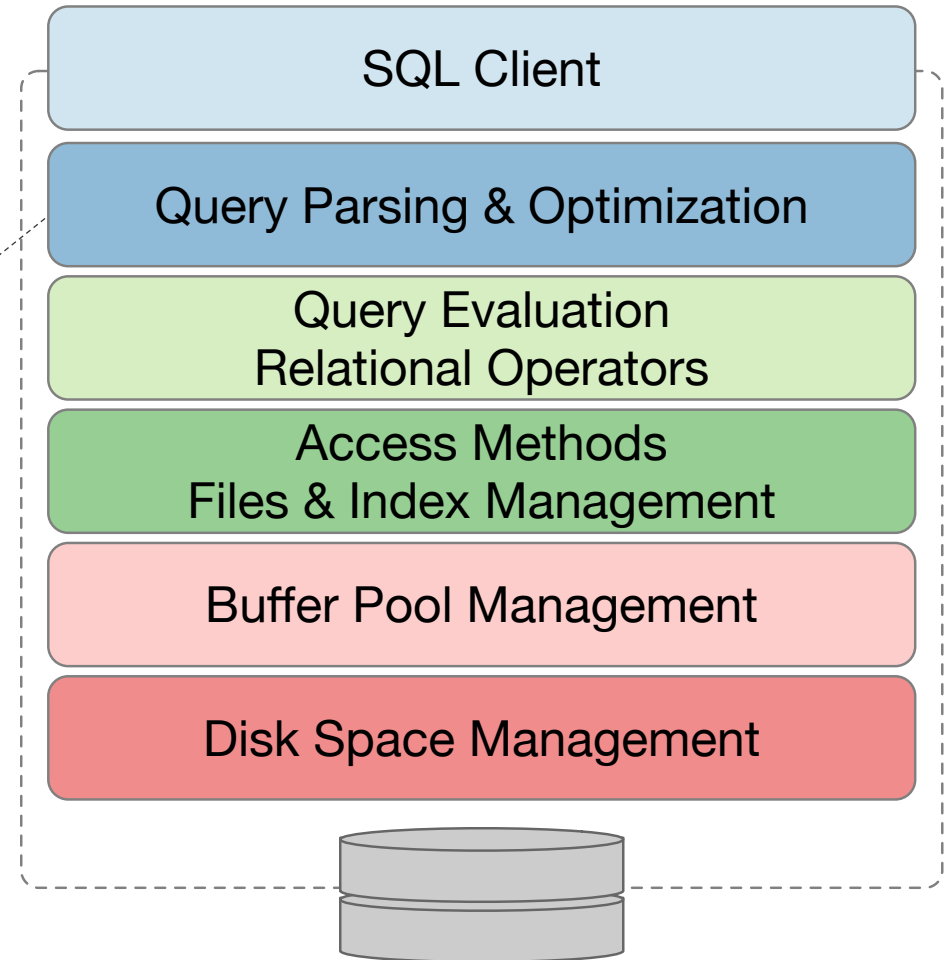 SQL Client
Query Parsing & Optimization
Query Evaluation
Relational Operators
Access Methods
Files & Index Management
Buffer Pool Management
Disk Space Management